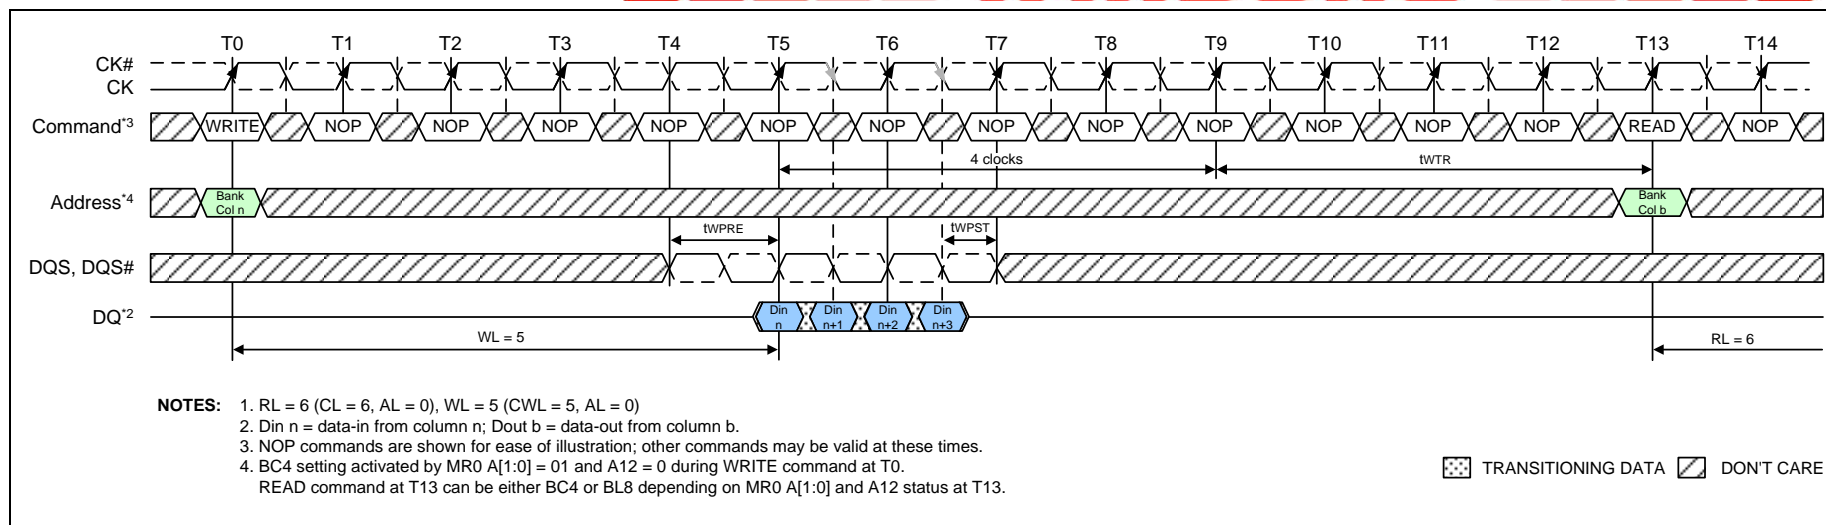 T0 T1 T2 T3 T4 T5 T6 T7 T8 T9 T10 T11 T12 T13 T14
CK#
CK
Command*3 WRITE NOP NOP NOP NOP NOP NOP NOP NOP NOP NOP NOP NOP READ NOP
4 clocks tWTR
Address*4 Bank Col n Bank Col b
tWPRE tWPST
DQS, DQS#
DQ*2 Din n Din n+1 Din n+2 Din n+3
WL = 5 RL = 6
NOTES: 1. RL = 6 (CL = 6, AL = 0), WL = 5 (CWL = 5, AL = 0)
2. Din n = data-in from column n; Dout b = data-out from column b.
3. NOP commands are shown for ease of illustration; other commands may be valid at these times.
4. BC4 setting activated by MR0 A[1:0] = 01 and A12 = 0 during WRITE command at T0.
READ command at T13 can be either BC4 or BL8 depending on MR0 A[1:0] and A12 status at T13.
TRANSITIONING DATA DON'T CARE